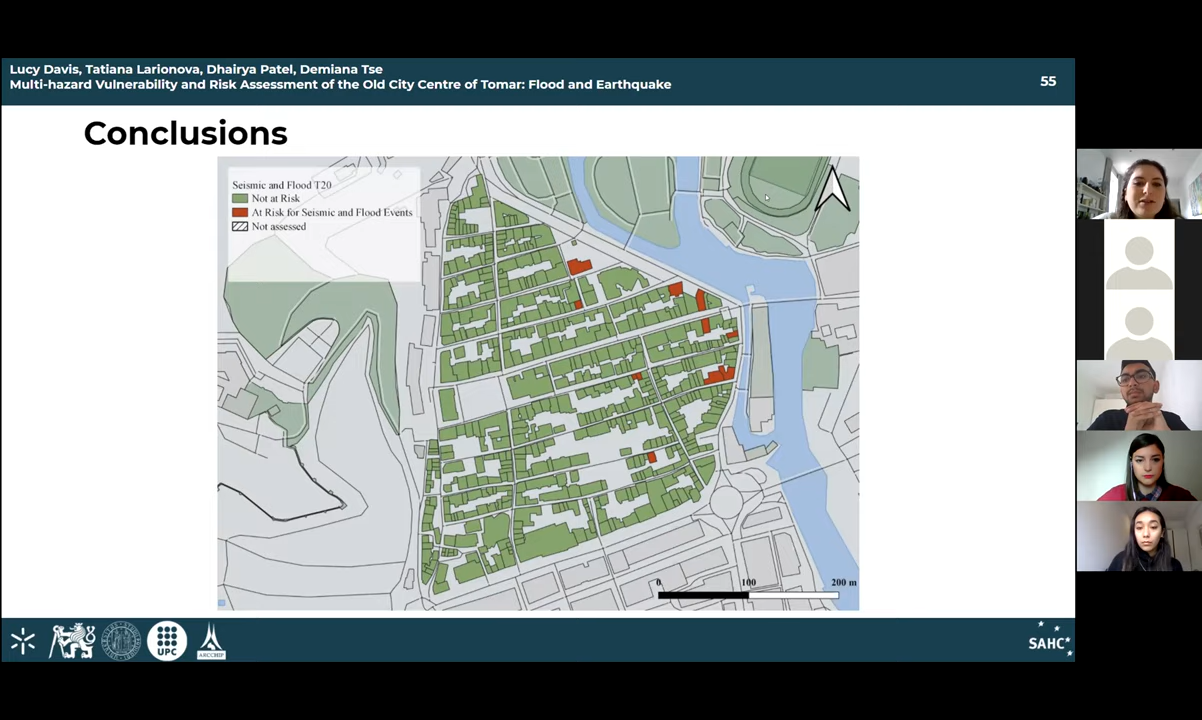 Lucy Davis, Tatiana Larionova, Dhairya Patel, Demiana Tse
Multi-hazard Vulnerability and Risk Assessment of the Old City Centre of Tomar: Flood and Earthquake
55
Conclusions
Seismic and Flood T20
Not at Risk
At Risk for Seismic and Flood Events
Not assessed
0 100 200 m
UPC
ARCCHIP
SAHC